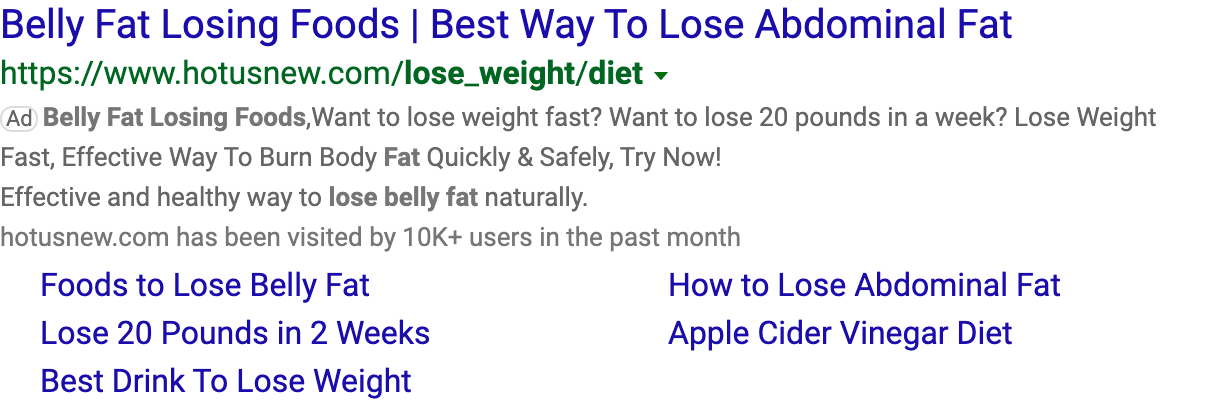 Belly Fat Losing Foods | Best Way To Lose Abdominal Fat
https://www.hotusnew.com/lose_weight/diet
Ad Belly Fat Losing Foods,Want to lose weight fast? Want to lose 20 pounds in a week? Lose Weight
Fast, Effective Way To Burn Body Fat Quickly & Safely, Try Now!
Effective and healthy way to lose belly fat naturally.
hotusnew.com has been visited by 10K+ users in the past month
Foods to Lose Belly Fat
How to Lose Abdominal Fat
Lose 20 Pounds in 2 Weeks
Apple Cider Vinegar Diet
Best Drink To Lose Weight